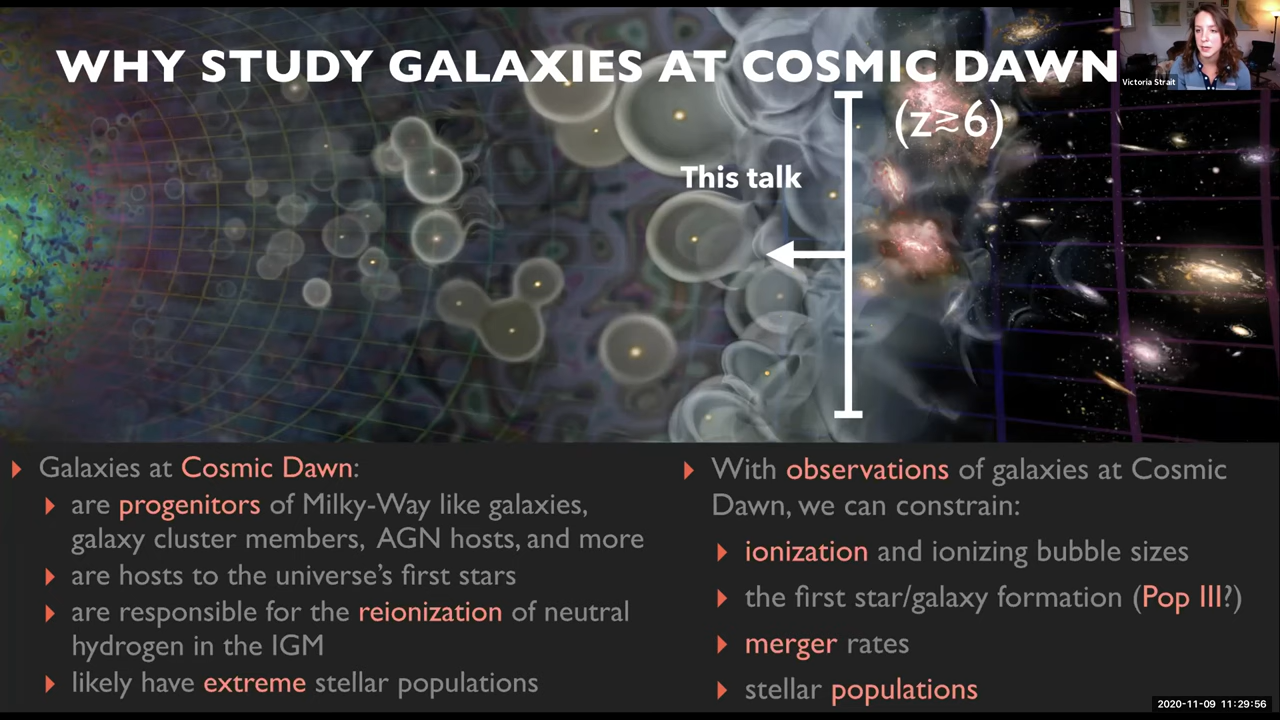 WHY STUDY GALAXIES AT COSMIC DAWN
(z≳6)
Victoria Strait
This talk
Galaxies at Cosmic Dawn:
are progenitors of Milky-Way like galaxies,
galaxy cluster members, AGN hosts, and more
are hosts to the universe's first stars
are responsible for the reionization of neutral
hydrogen in the IGM
likely have extreme stellar populations
With observations of galaxies at Cosmic
Dawn, we can constrain:
ionization and ionizing bubble sizes
the first star/galaxy formation (Pop III?)
merger rates
stellar populations
2020-11-09 11:29:56